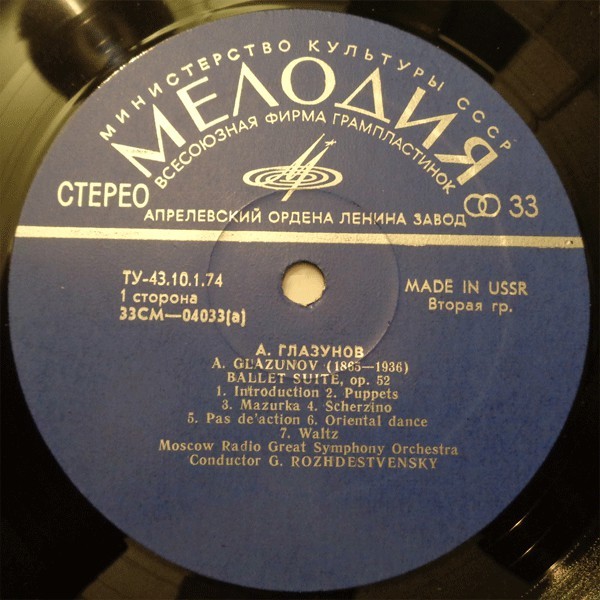 МИНИСТЕРСТВО КУЛЬТУРЫ СССР
МЕЛОДИЯ
ВСЕСОЮЗНАЯ ФИРМА ГРАМПЛАСТИНОК
СТЕРЕО
33
АПРЕЛЕВСКИЙ ОРДЕНА ЛЕНИНА ЗАВОД
ТУ-43.10.1.74
1 сторона
33СМ—04033(а)
MADE IN USSR
Вторая гр.
А. ГЛАЗУНОВ
A. GLAZUNOV (1865—1936)
BALLET SUITE, op. 52
1. Introduction 2. Puppets
3. Mazurka 4. Scherzino
5. Pas de'action 6. Oriental dance
7. Waltz
Moscow Radio Great Symphony Orchestra
Conductor G. ROZHDESTVENSKY